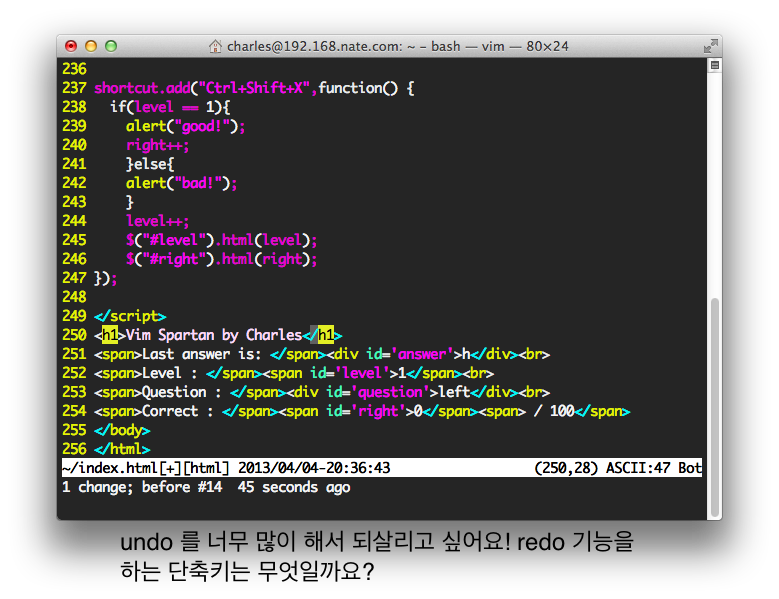 charles@192.168.nate.com: ~ – bash — vim — 80×24
236
237 shortcut.add("Ctrl+Shift+X",function() {
238   if(level == 1){
239     alert("good!");
240     right++;
241     }else{
242     alert("bad!");
243     }
244     level++;
245     $("#level").html(level);
246     $("#right").html(right);
247 });
248
249 </script>
250 <h1>Vim Spartan by Charles</h1>
251 <span>Last answer is: </span><div id='answer'>h</div><br>
252 <span>Level : </span><span id='level'>1</span><br>
253 <span>Question : </span><div id='question'>left</div><br>
254 <span>Correct : </span><span id='right'>0</span><span> / 100</span>
255 </body>
256 </html>
~/index.html[+][html] 2013/04/04-20:36:43 (250,28) ASCII:47 Bot
1 change; before #14  45 seconds ago
undo 를 너무 많이 해서 되살리고 싶어요! redo 기능을
하는 단축키는 무엇일까요?